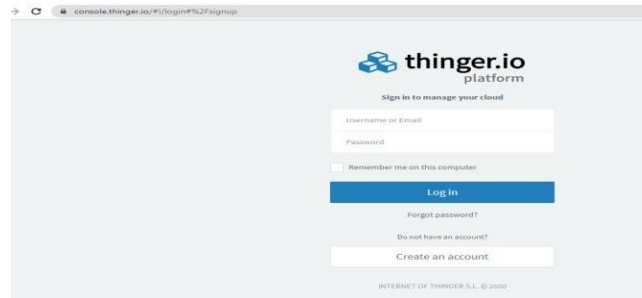 console.thinger.io/#!/login#%2Fsignup
thinger.io
platform
Sign in to manage your cloud
Username or Email
Password
Remember me on this computer
Log in
Forgot password?
Do not have an account?
Create an account
INTERNET OF THINGER S.L. © 2020